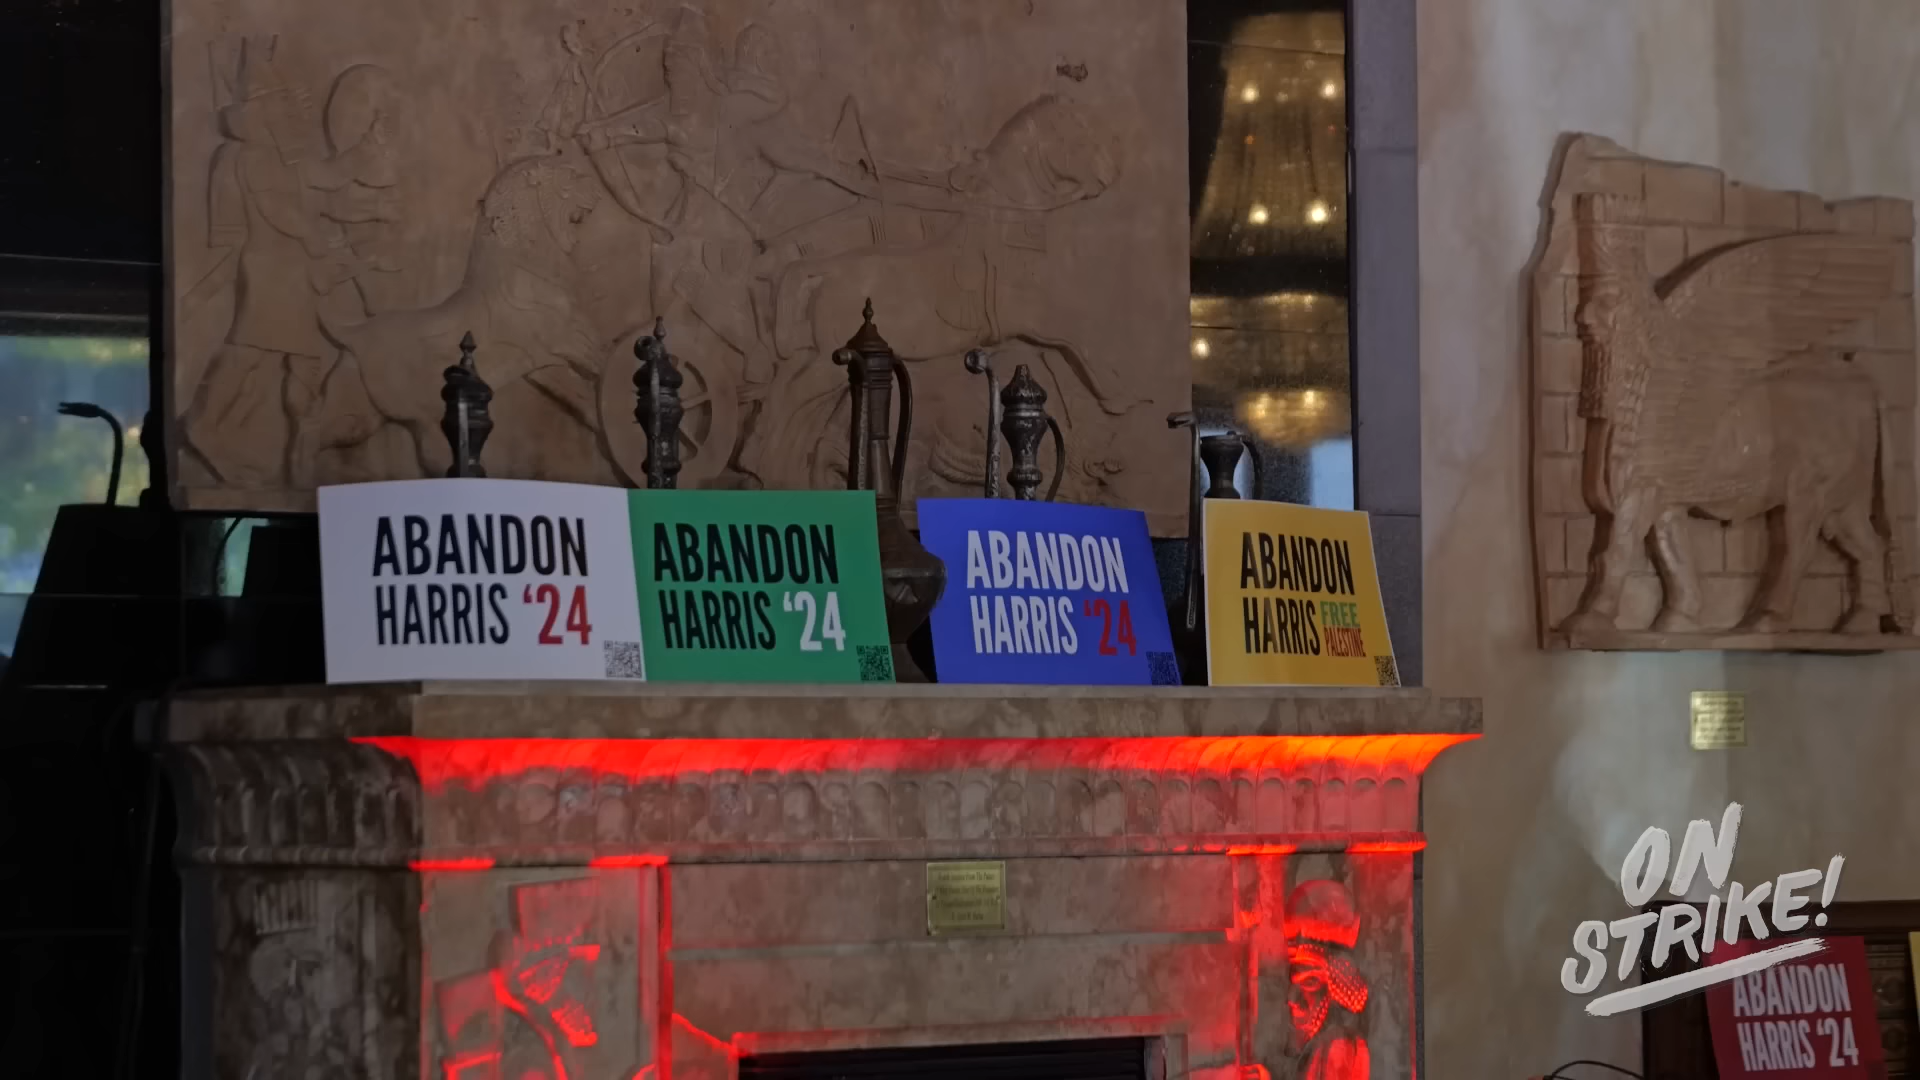 ABANDON
HARRIS '24
ABANDON
HARRIS '24
ABANDON
HARRIS '24
ABANDON
HARRIS FREE
PALESTINE
ON
STRIKE!
ABANDON
HARRIS '24